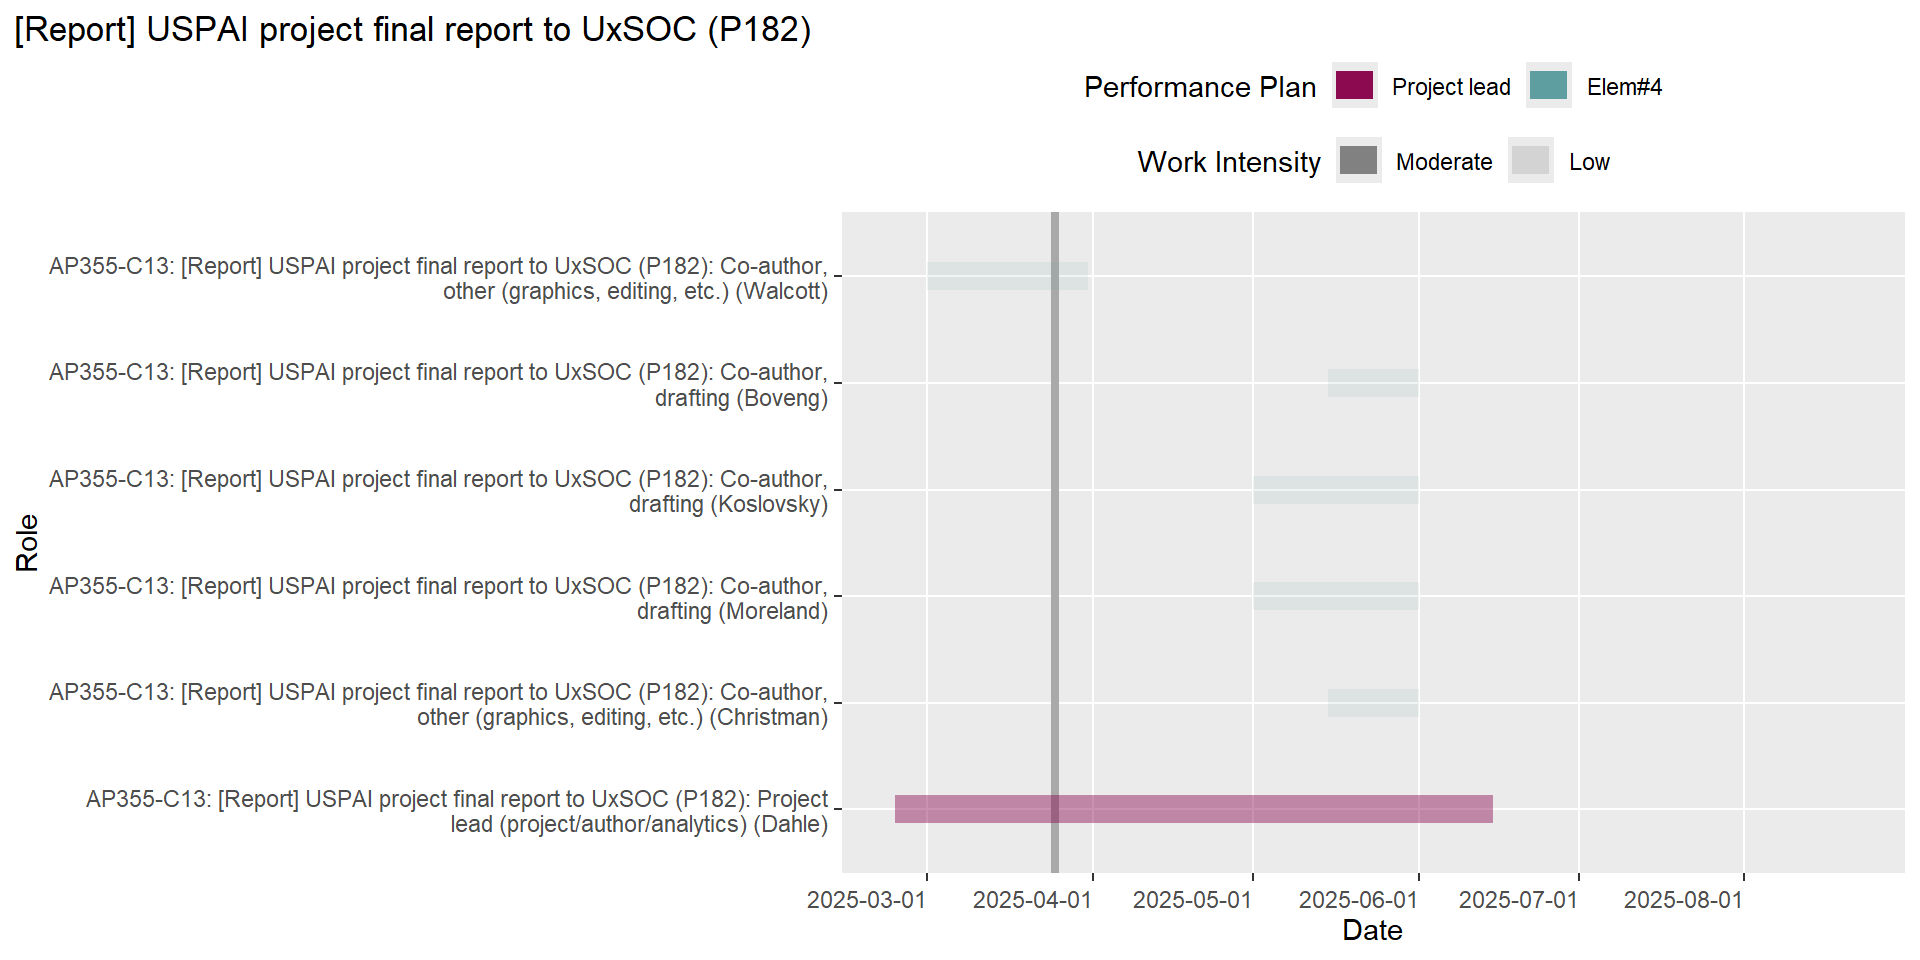 [Report] USPAI project final report to UxSOC (P182)
Performance Plan Project lead Elem#4
Work Intensity Moderate Low
AP355-C13: [Report] USPAI project final report to UxSOC (P182): Co-author,
other (graphics, editing, etc.) (Walcott)
AP355-C13: [Report] USPAI project final report to UxSOC (P182): Co-author,
drafting (Boveng)
AP355-C13: [Report] USPAI project final report to UxSOC (P182): Co-author,
drafting (Koslovsky)
AP355-C13: [Report] USPAI project final report to UxSOC (P182): Co-author,
drafting (Moreland)
AP355-C13: [Report] USPAI project final report to UxSOC (P182): Co-author,
other (graphics, editing, etc.) (Christman)
AP355-C13: [Report] USPAI project final report to UxSOC (P182): Project
lead (project/author/analytics) (Dahle)
Role
2025-03-01 2025-04-01 2025-05-01 2025-06-01 2025-07-01 2025-08-01
Date